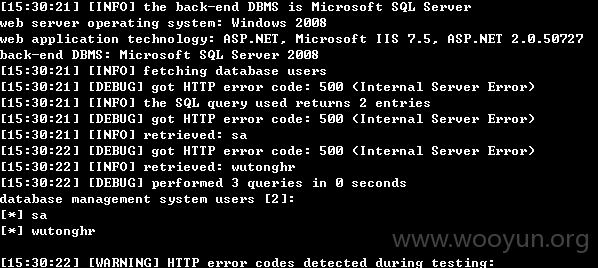 [15:30:21] [INFO] the back-end DBMS is Microsoft SQL Server
web server operating system: Windows 2008
web application technology: ASP.NET, Microsoft IIS 7.5, ASP.NET 2.0.50727
back-end DBMS: Microsoft SQL Server 2008
[15:30:21] [INFO] fetching database users
[15:30:21] [DEBUG] got HTTP error code: 500 (Internal Server Error)
[15:30:21] [INFO] the SQL query used returns 2 entries
[15:30:21] [DEBUG] got HTTP error code: 500 (Internal Server Error)
[15:30:21] [INFO] retrieved: sa
[15:30:22] [DEBUG] got HTTP error code: 500 (Internal Server Error)
[15:30:22] [INFO] retrieved: wutonghr
[15:30:22] [DEBUG] performed 3 queries in 0 seconds
database management system users [2]:
[*] sa
[*] wutonghr
www.wooyun.org
[15:30:22] [WARNING] HTTP error codes detected during testing: